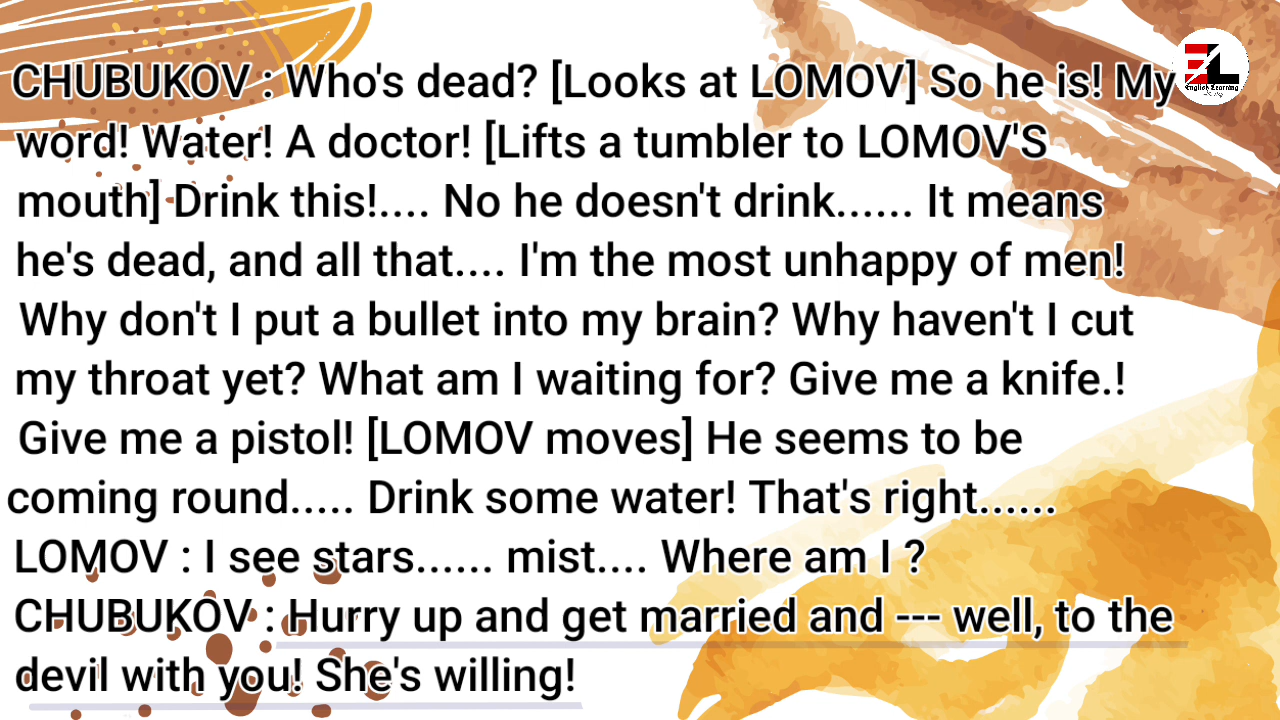 CHUBUKOV : Who's dead? [Looks at LOMOV] So he is! My
word! Water! A doctor! [Lifts a tumbler to LOMOV'S
mouth] Drink this!.... No he doesn't drink...... It means
he's dead, and all that.... I'm the most unhappy of men!
Why don't I put a bullet into my brain? Why haven't I cut
my throat yet? What am I waiting for? Give me a knife.!
Give me a pistol! [LOMOV moves] He seems to be
coming round..... Drink some water! That's right......
LOMOV : I see stars...... mist.... Where am I ?
CHUBUKOV : Hurry up and get married and --- well, to the
devil with you! She's willing!
EL
English Learning